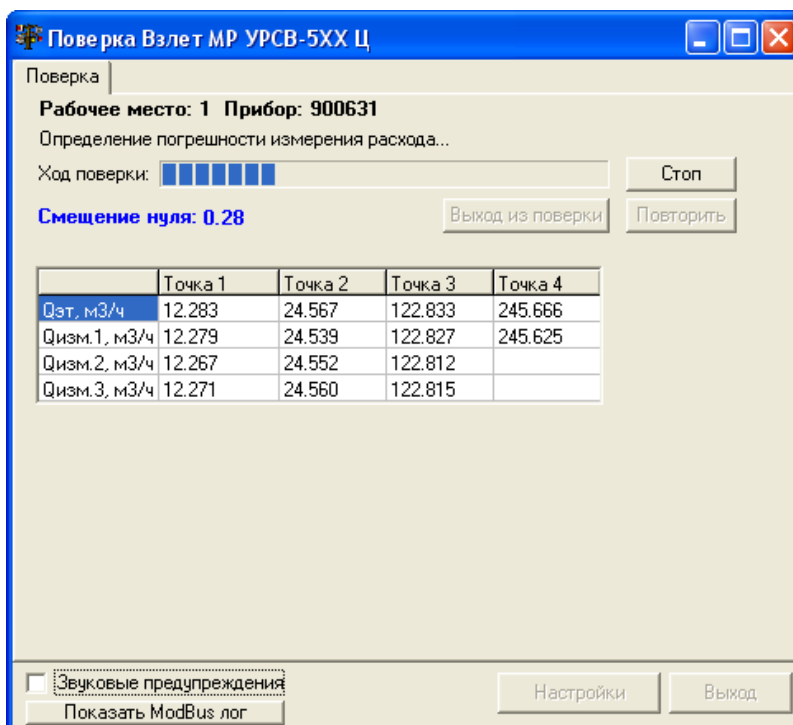 Поверка Взлет МР УРСВ-5ХХ Ц
Поверка
Рабочее место: 1 Прибор: 900631
Определение погрешности измерения расхода...
Ход поверки: Стоп
Смещение нуля: 0.28 Выход из поверки Повторить
Точка 1 Точка 2 Точка 3 Точка 4
Qэт, м3/ч 12.283 24.567 122.833 245.666
Qизм.1, м3/ч 12.279 24.539 122.827 245.625
Qизм.2, м3/ч 12.267 24.552 122.812
Qизм.3, м3/ч 12.271 24.560 122.815
Звуковые предупреждения
Настройки Выход
Показать ModBus лог